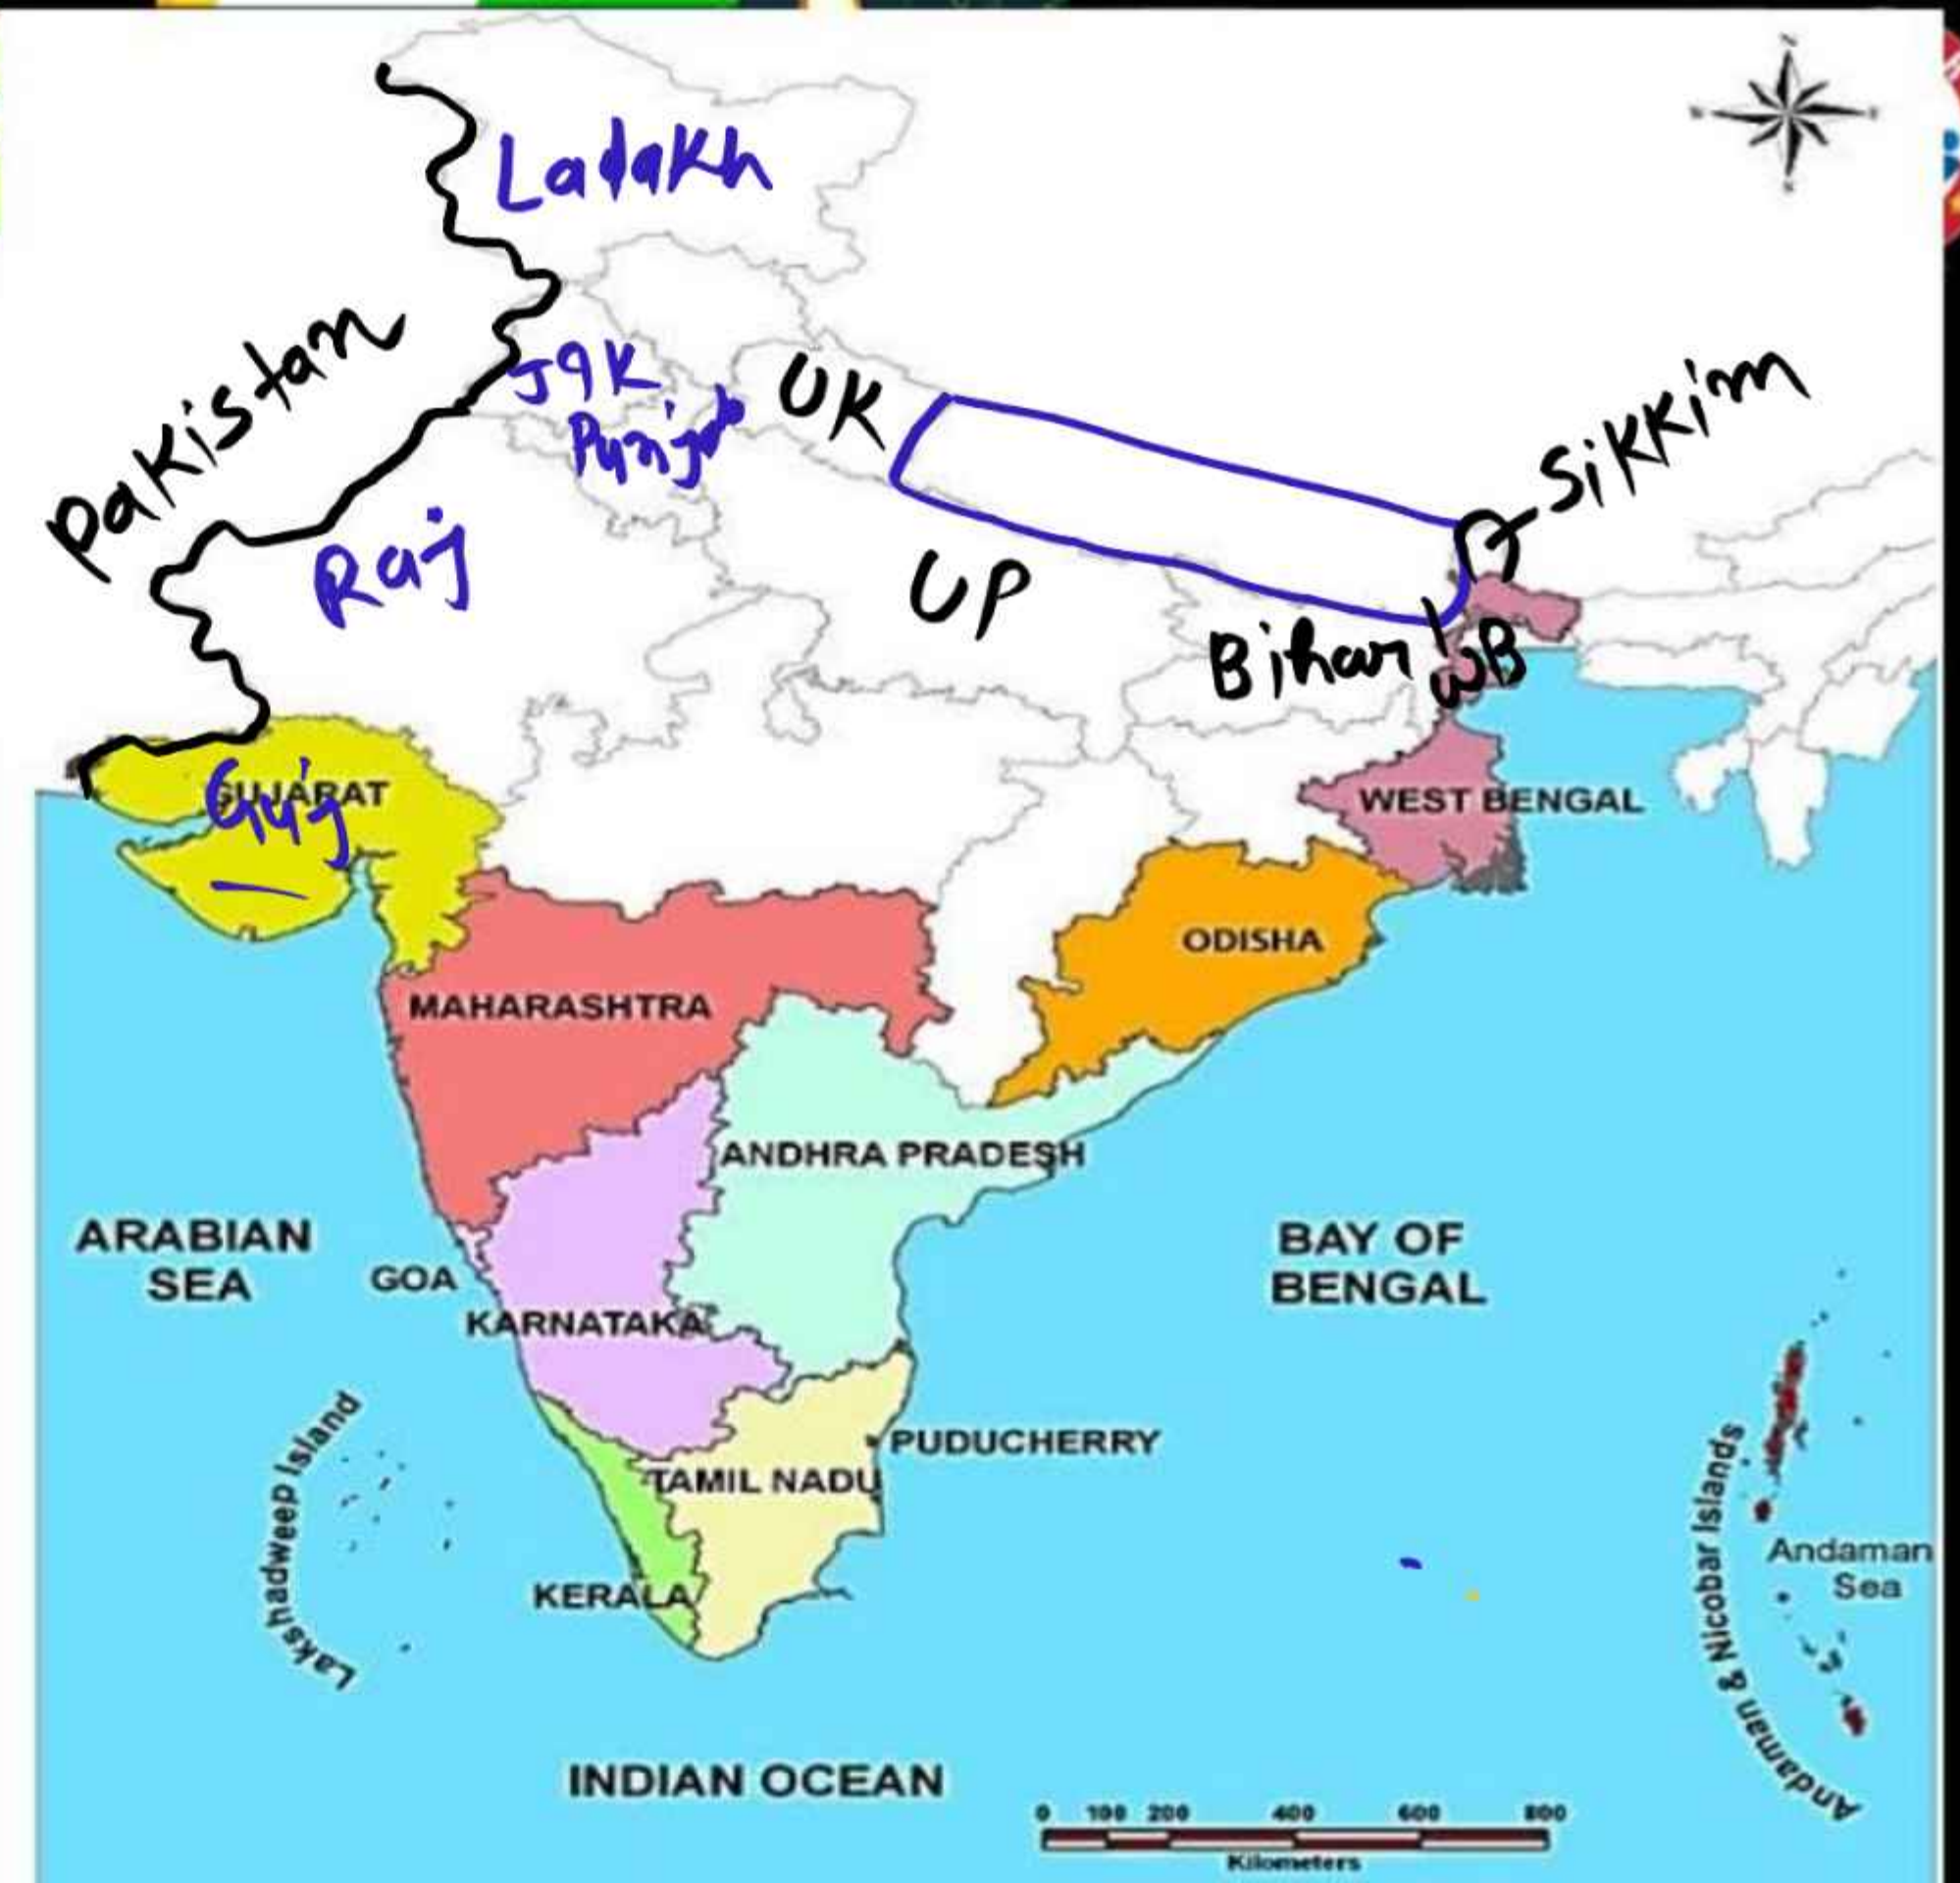 Ladakh
Pakistan
J&K
Punjab
UK
Sikkim
Raj
UP
Bihar
WB
GUJARAT
Guj
WEST BENGAL
ODISHA
MAHARASHTRA
ANDHRA PRADESH
ARABIAN
SEA
GOA
BAY OF
BENGAL
KARNATAKA
Lakshadweep Island
PUDUCHERRY
TAMIL NADU
KERALA
Andaman & Nicobar Islands
Andaman
Sea
INDIAN OCEAN
0 100 200 400 600 800
Kilometers